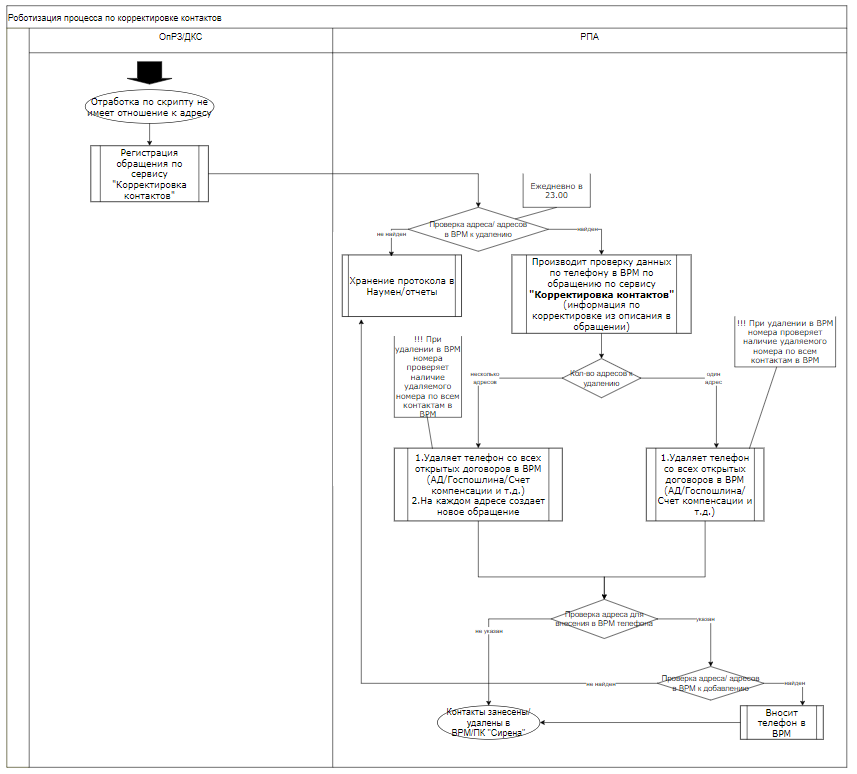 Роботизация процесса по корректировке контактов
ОпРЗ/ДКС
РПА
Отработка по скрипту не
имеет отношение к адресу
Регистрация
обращения по
сервису
"Корректировка
контактов"
Ежедневно в
23.00
Проверка адреса/ адресов
в ВРМ к удалению
не найден
найден
Хранение протокола в
Наумен/отчеты
Производит проверку данных
по телефону в ВРМ по
обращению по сервису
"Корректировка контактов"
(информация по
корректировке из описания в
обращении)
!!! При удалении в ВРМ
номера проверяет
наличие удаляемого
номера по всем
контактам в ВРМ
!!! При
удалении в ВРМ
номера
проверяет
наличие
удаляемого
номера по всем
контактам в
ВРМ
Кол-во адресов к
удалению
несколько
адресов
один
адрес
1.Удаляет телефон со всех
открытых договоров в ВРМ
(АД/Госпошлина/Счет
компенсации и т.д.)
2.На каждом адресе создает
новое обращение
1.Удаляет телефон
со всех открытых
договоров в ВРМ
(АД/Госпошлина/
Счет компенсации и
т.д.)
Проверка адреса для
внесения в ВРМ телефона
не указан
указан
Проверка адреса/ адресов
в ВРМ к добавлению
не найден
найден
Контакты занесены/
удалены в
ВРМ/ПК "Сирена"
Вносит
телефон в
ВРМ